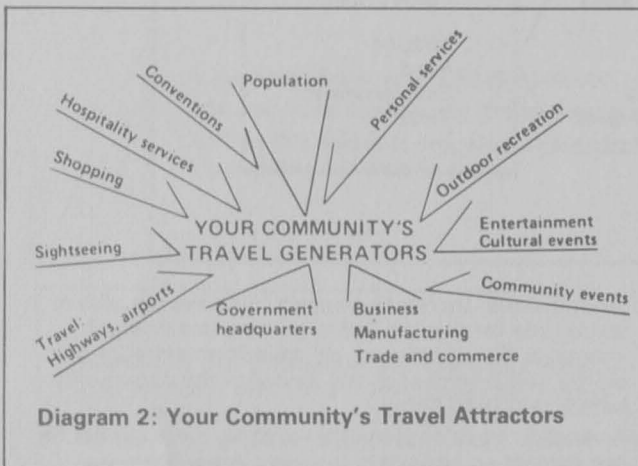 Population
Conventions
Personal services
Hospitality services
Outdoor recreation
Shopping
YOUR COMMUNITY'S
TRAVEL GENERATORS
Entertainment
Cultural events
Sightseeing
Community events
Travel:
Highways, airports
Government
headquarters
Business
Manufacturing
Trade and commerce
Diagram 2: Your Community's Travel Attractors